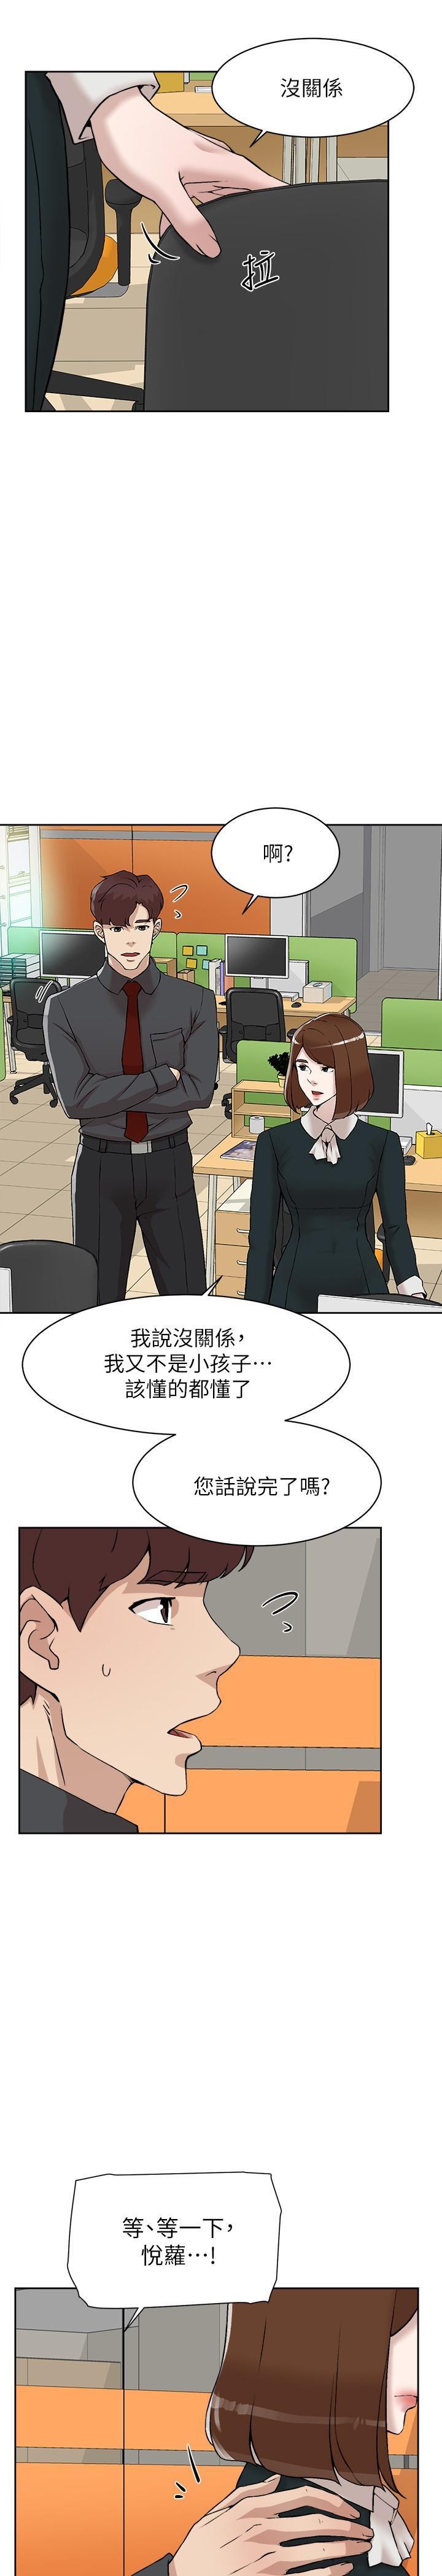 沒關係
拉
啊?
我說沒關係，
我又不是小孩子…
該懂的都懂了
您話說完了嗎?
等、等一下，
悅蘿…!